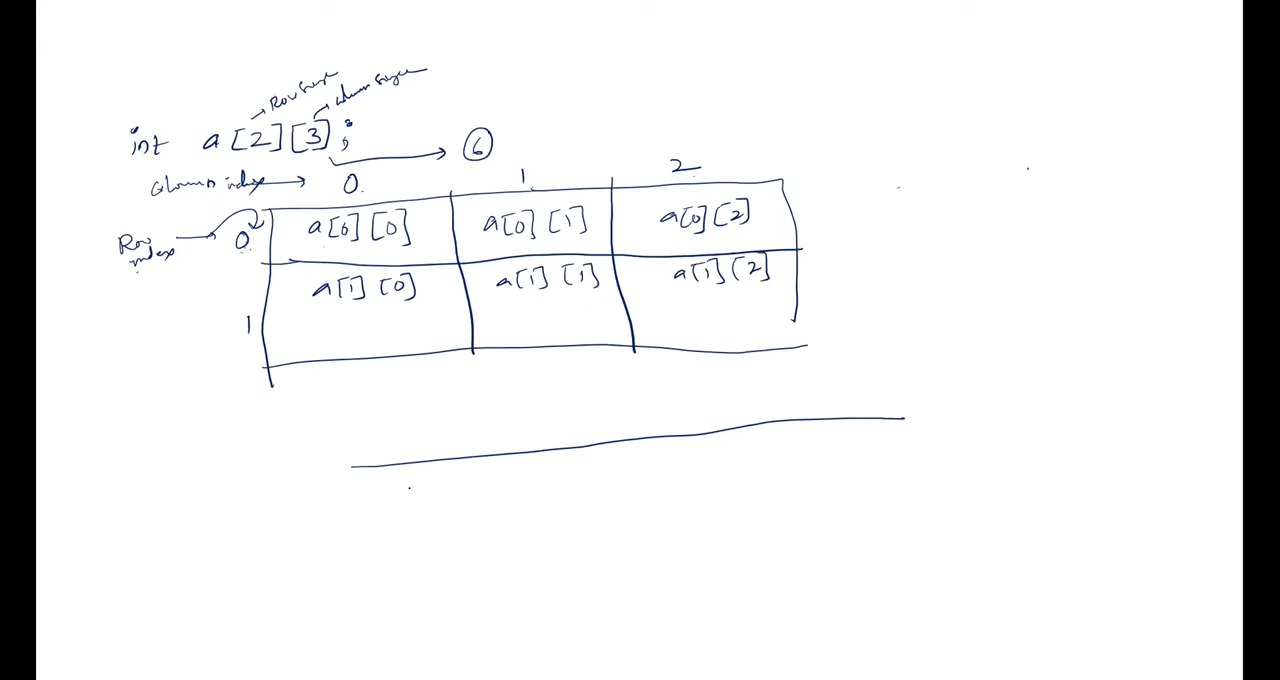 Row size
column size
int a[2][3];
6
column index
0 1 2
Row index
0 a[0][0] a[0][1] a[0][2]
1 a[1][0] a[1][1] a[1][2]